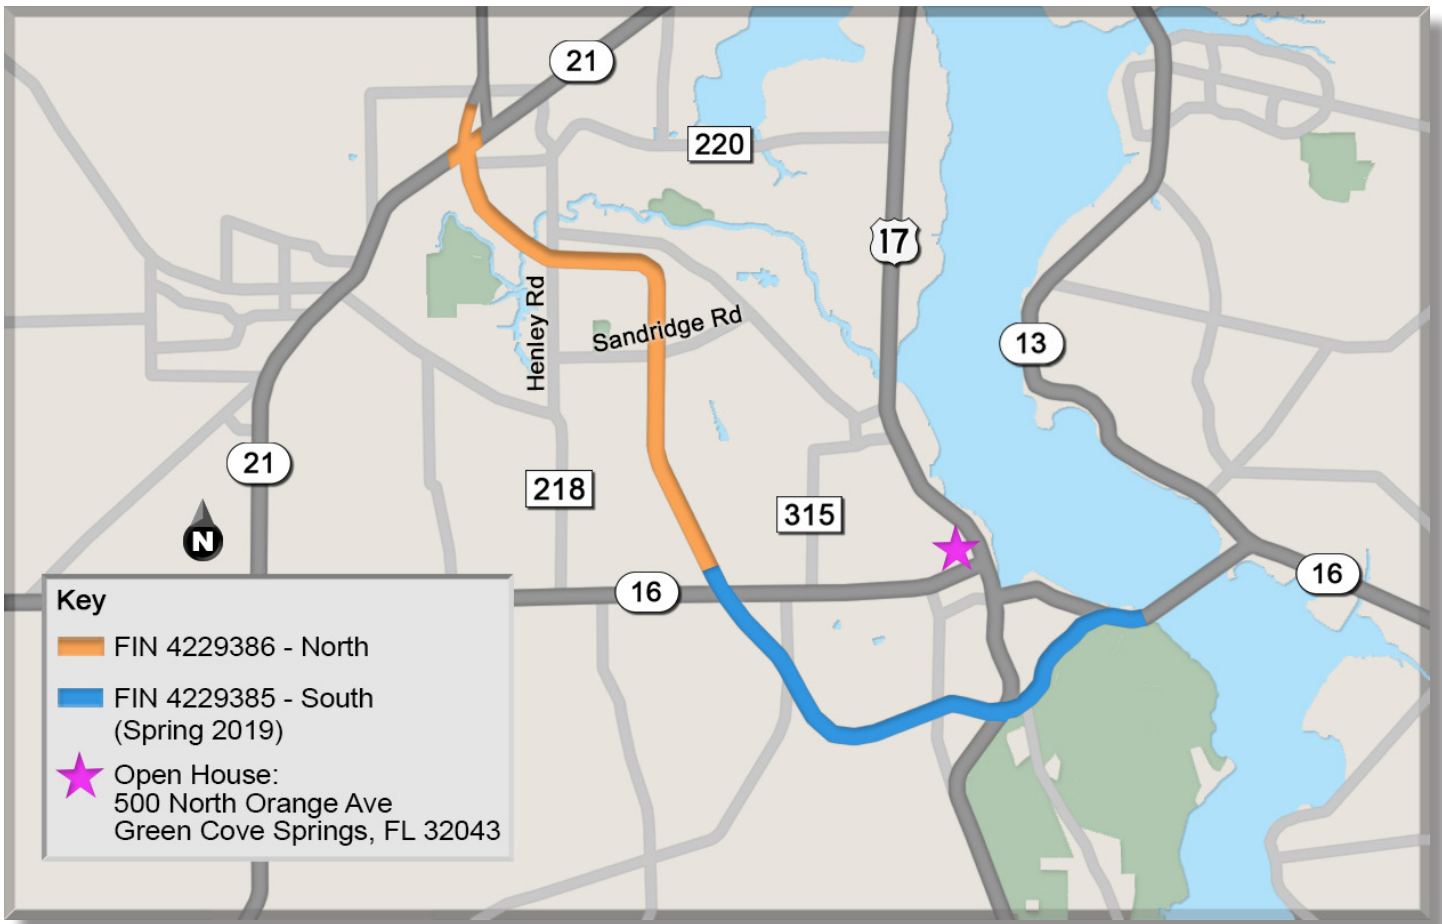 21
220
17
Henley Rd
Sandridge Rd
13
21
218
315
N
16
16
Key
FIN 4229386 - North
FIN 4229385 - South
(Spring 2019)
Open House:
500 North Orange Ave
Green Cove Springs, FL 32043